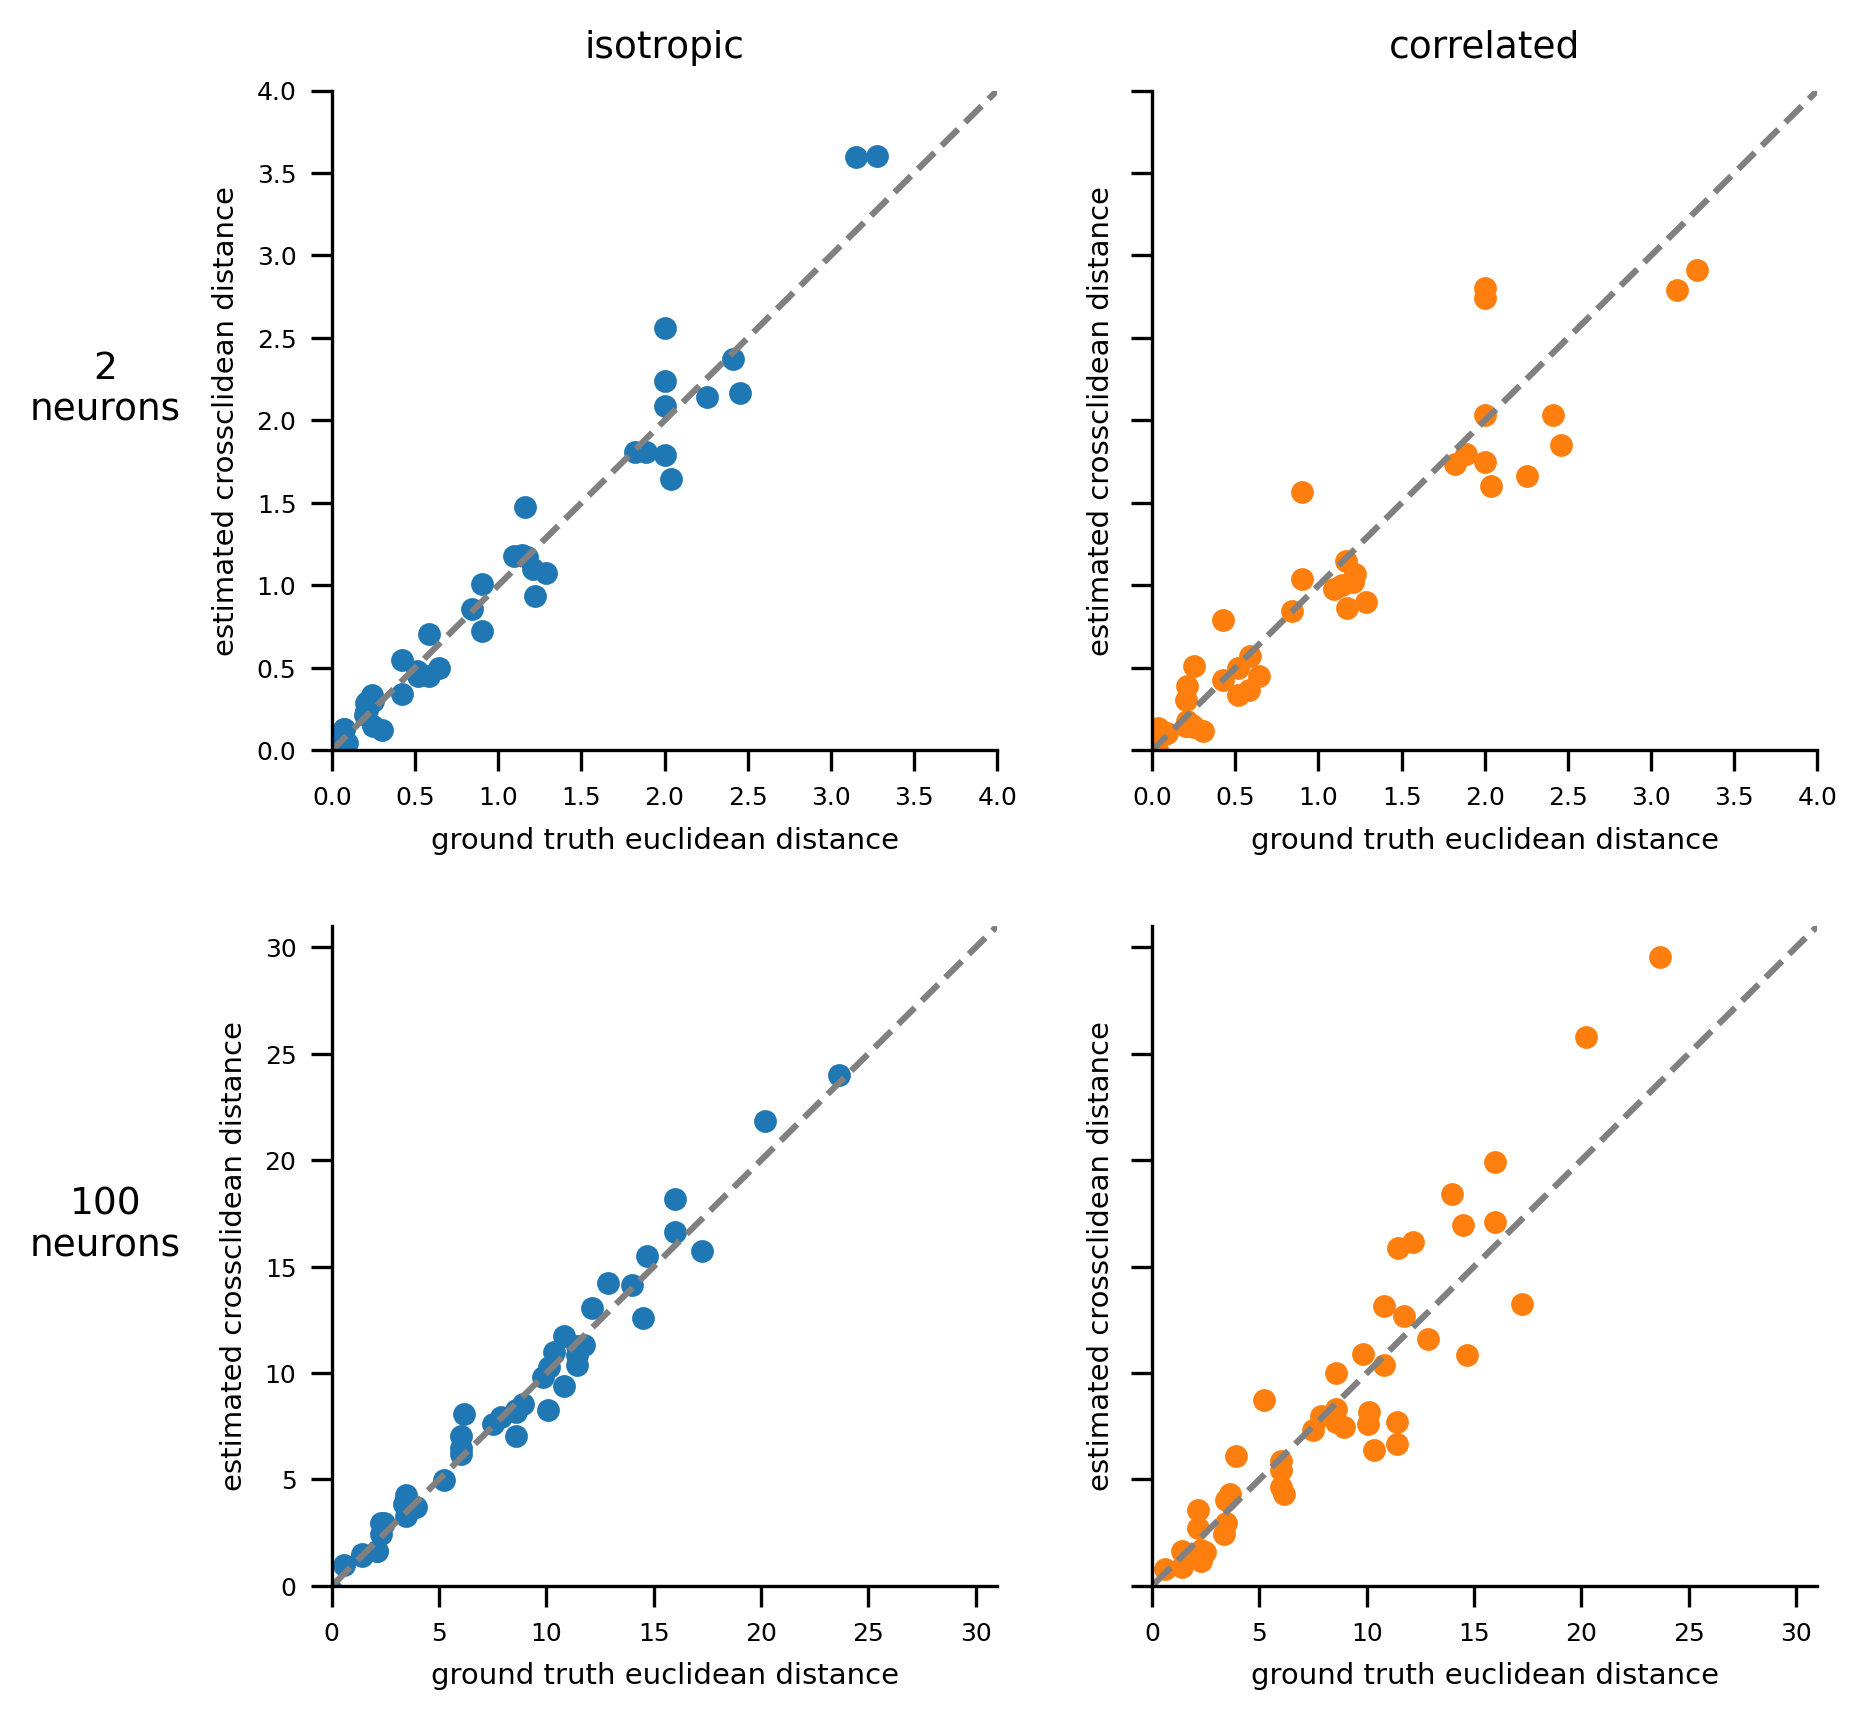 isotropic
correlated
2
neurons
estimated crossclidean distance
4.0
3.5
3.0
2.5
2.0
1.5
1.0
0.5
0.0
0.0 0.5 1.0 1.5 2.0 2.5 3.0 3.5 4.0
ground truth euclidean distance
estimated crossclidean distance
0.0 0.5 1.0 1.5 2.0 2.5 3.0 3.5 4.0
ground truth euclidean distance
100
neurons
estimated crossclidean distance
30
25
20
15
10
5
0
0 5 10 15 20 25 30
ground truth euclidean distance
estimated crossclidean distance
0 5 10 15 20 25 30
ground truth euclidean distance